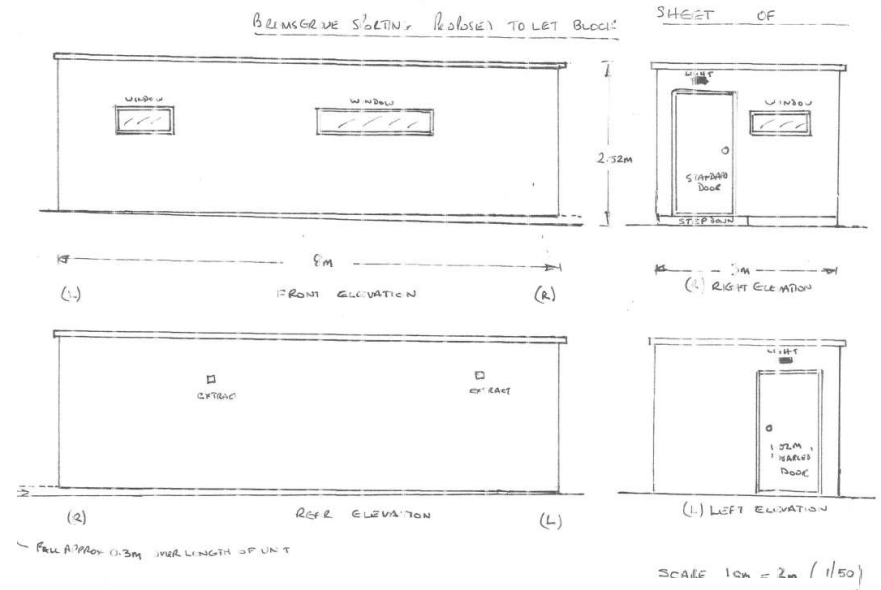 SHEET OF
PROPOSED TO LET BLOCK
LIGHT
WINDOW
WINDOW
WINDOW
2.52M
STANDARD
DOOR
STEP DOWN
8M
3M
(L) FRONT ELEVATION (R)
(R) RIGHT ELEVATION
LIGHT
EXTRACT
EXTRACT
DOOR
(R) REAR ELEVATION (L)
(L) LEFT ELEVATION
FALL APPROX 0.3M OVER LENGTH OF UNIT
SCALE 1cm = 2m (1/50)